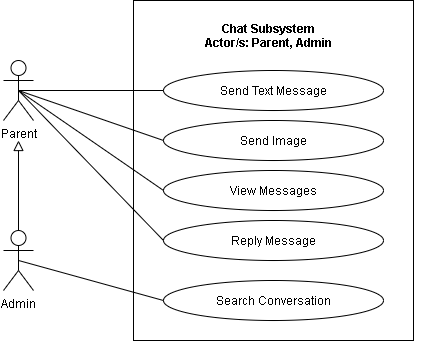 Chat Subsystem
Actor/s: Parent, Admin
Send Text Message
Parent
Send Image
View Messages
Reply Message
Admin
Search Conversation